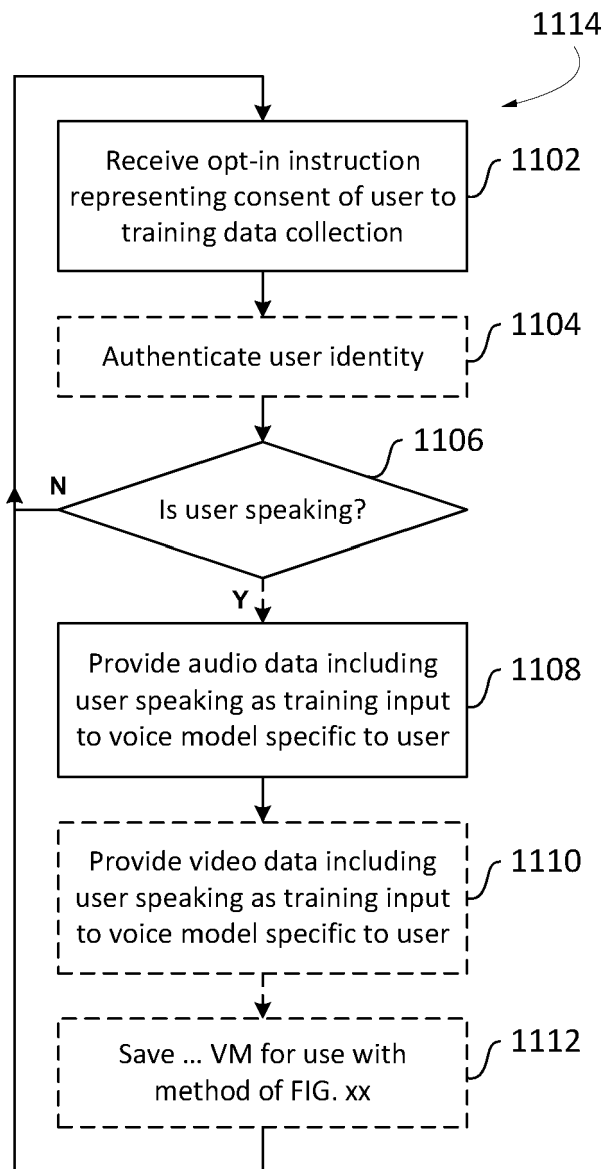 1114
Receive opt-in instruction
representing consent of user to
training data collection
1102
Authenticate user identity
1104
1106
Is user speaking?
N
Y
Provide audio data including
user speaking as training input
to voice model specific to user
1108
Provide video data including
user speaking as training input
to voice model specific to user
1110
Save ... VM for use with
method of FIG. xx
1112